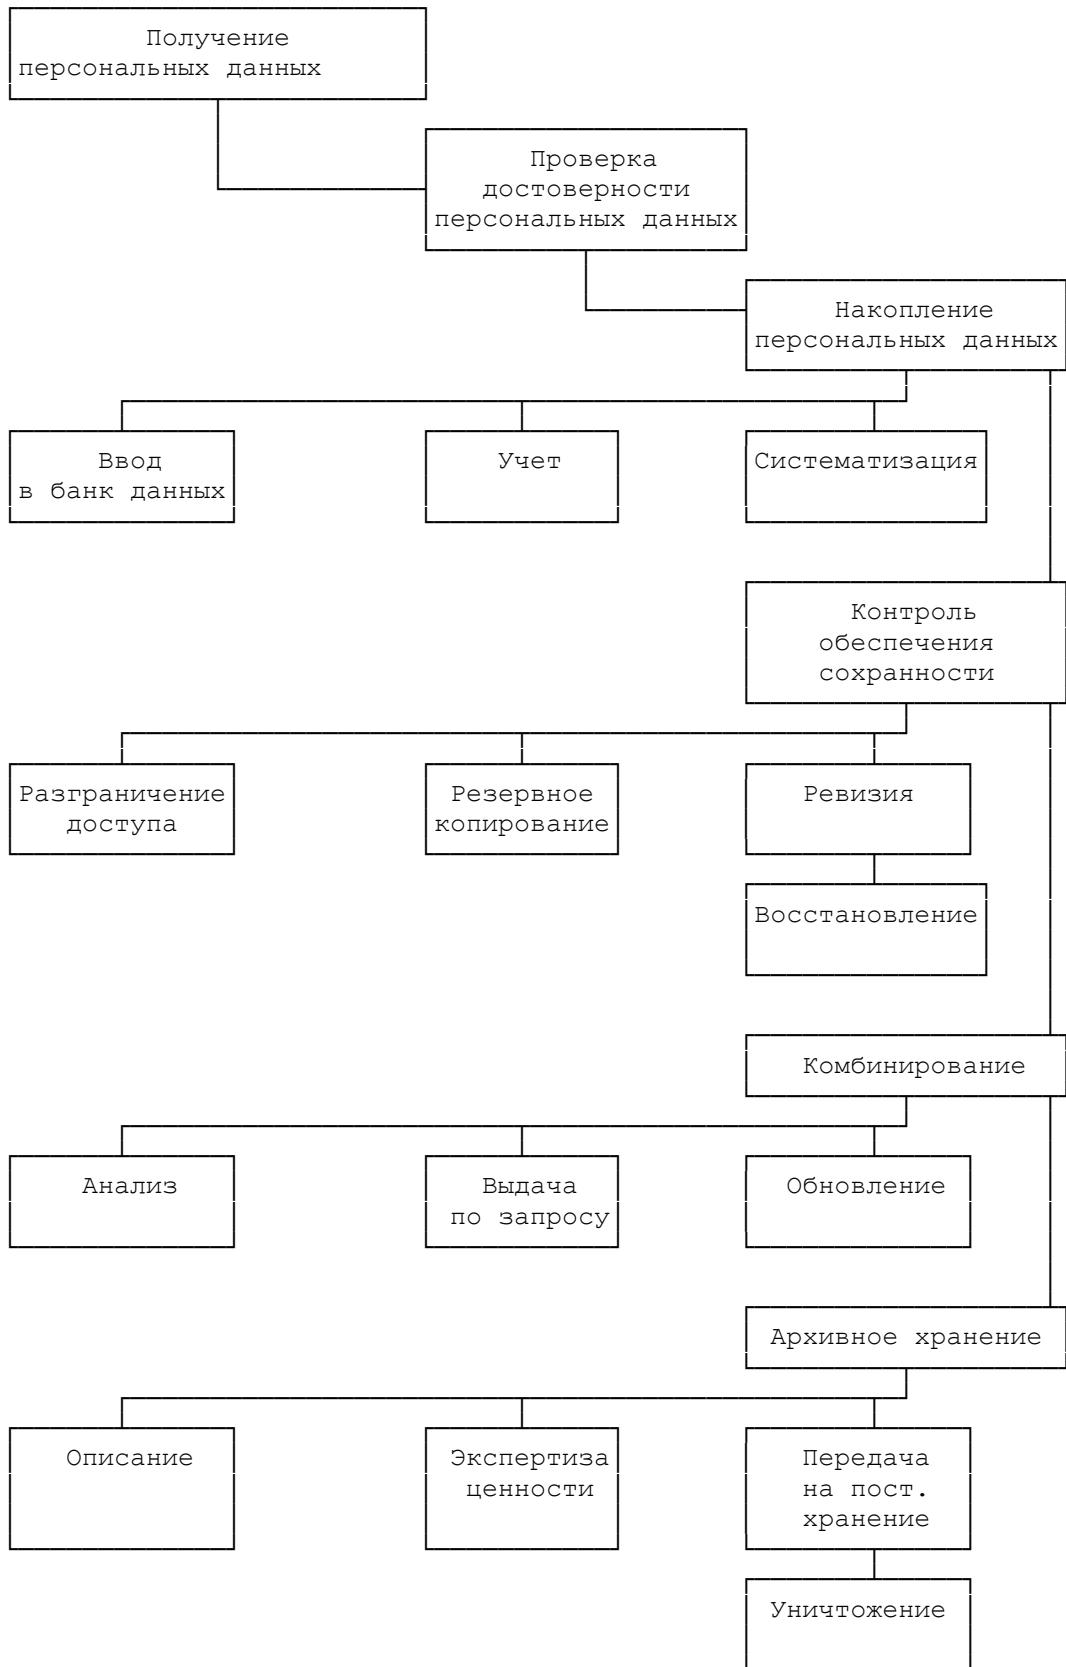 Получение
персональных данных
Проверка
достоверности
персональных данных
Накопление
персональных данных
Ввод
в банк данных
Учет
Систематизация
Контроль
обеспечения
сохранности
Разграничение
доступа
Резервное
копирование
Ревизия
Восстановление
Комбинирование
Анализ
Выдача
по запросу
Обновление
Архивное хранение
Описание
Экспертиза
ценности
Передача
на пост.
хранение
Уничтожение